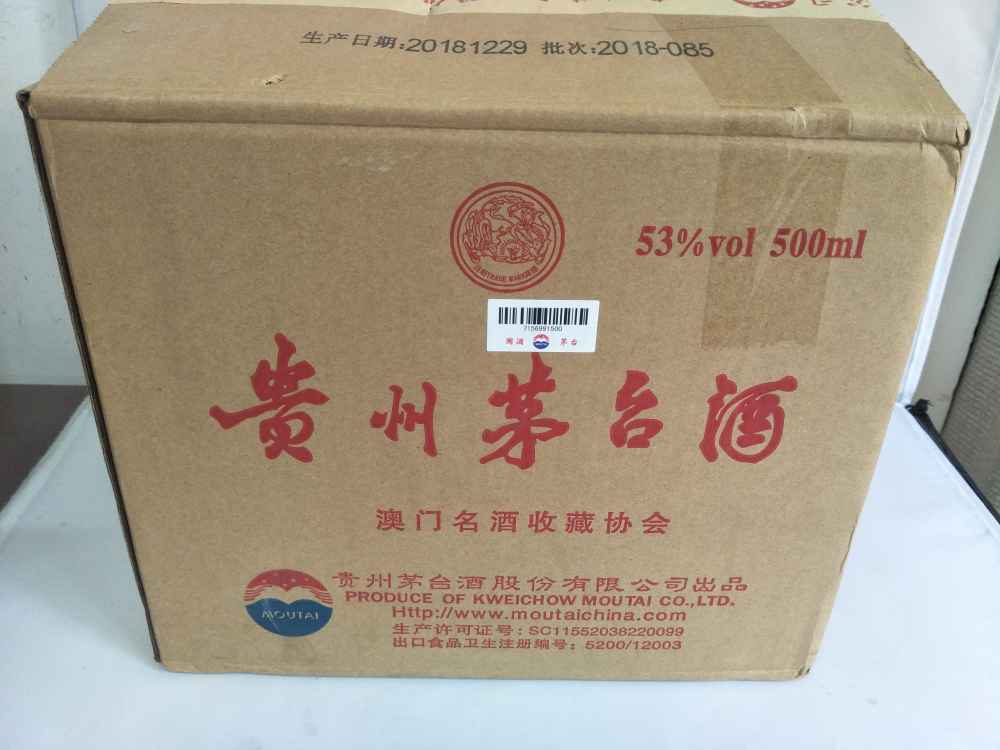 生产日期:20181229 批次:2018-085
53%vol 500ml
7156991500
茅台
贵州茅台酒
澳门名酒收藏协会
MOUTAI
贵州茅台酒股份有限公司出品
PRODUCE OF KWEICHOW MOUTAI CO.,LTD.
Http://www.moutaichina.com
生产许可证号:SC11552038220099
出口食品卫生注册编号:5200/12003